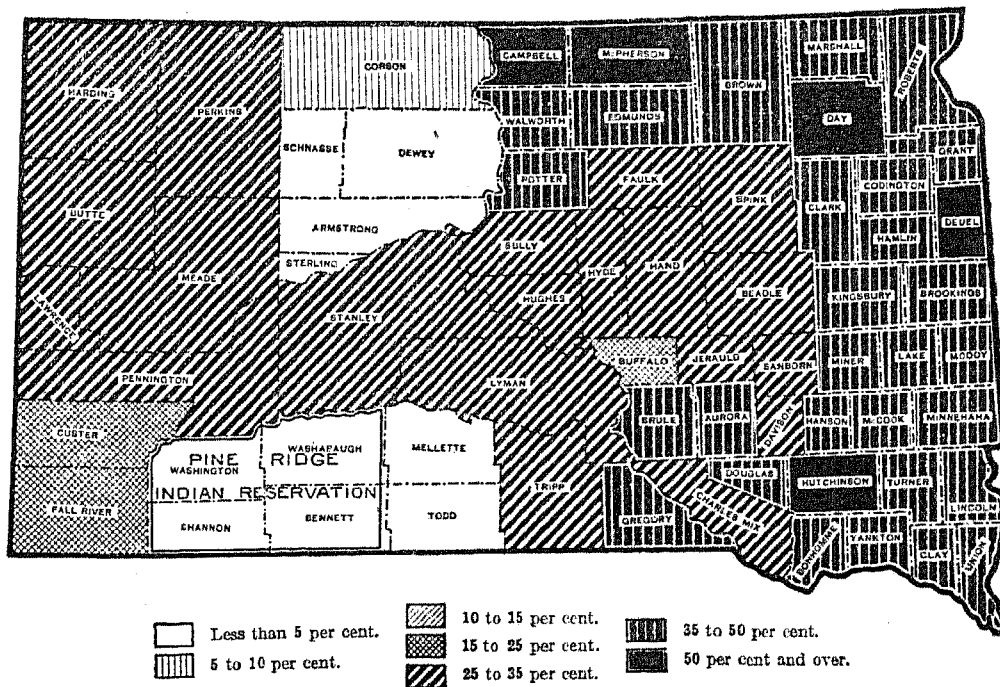 HARDING
PERKINS
CORSON
CAMPBELL
McPHERSON
BROWN
MARSHALL
ROBERTS
WALWORTH
EDMUNDS
DAY
GRANT
SCHNASSE
DEWEY
POTTER
FAULK
SPINK
CLARK
CODINGTON
DEUEL
HAMLIN
BUTTE
ARMSTRONG
SULLY
HYDE
HAND
MEADE
STERLING
STANLEY
HUGHES
BEADLE
KINGSBURY
BROOKINGS
LAWRENCE
BUFFALO
JERAULD
SANBORN
MINER
LAKE
MOODY
PENNINGTON
LYMAN
CUSTER
BRULE
AURORA
DAVISON
HANSON
McCOOK
MINNEHAHA
WASHABAUGH
MELLETTE
PINE RIDGE
WASHINGTON
INDIAN RESERVATION
FALL RIVER
SHANNON
BENNETT
TODD
TRIPP
GREGORY
CHARLES MIX
DOUGLAS
HUTCHINSON
TURNER
LINCOLN
BONHOMME
YANKTON
CLAY
UNION
Less than 5 per cent.
5 to 10 per cent.
10 to 15 per cent.
15 to 25 per cent.
25 to 35 per cent.
35 to 50 per cent.
50 per cent and over.